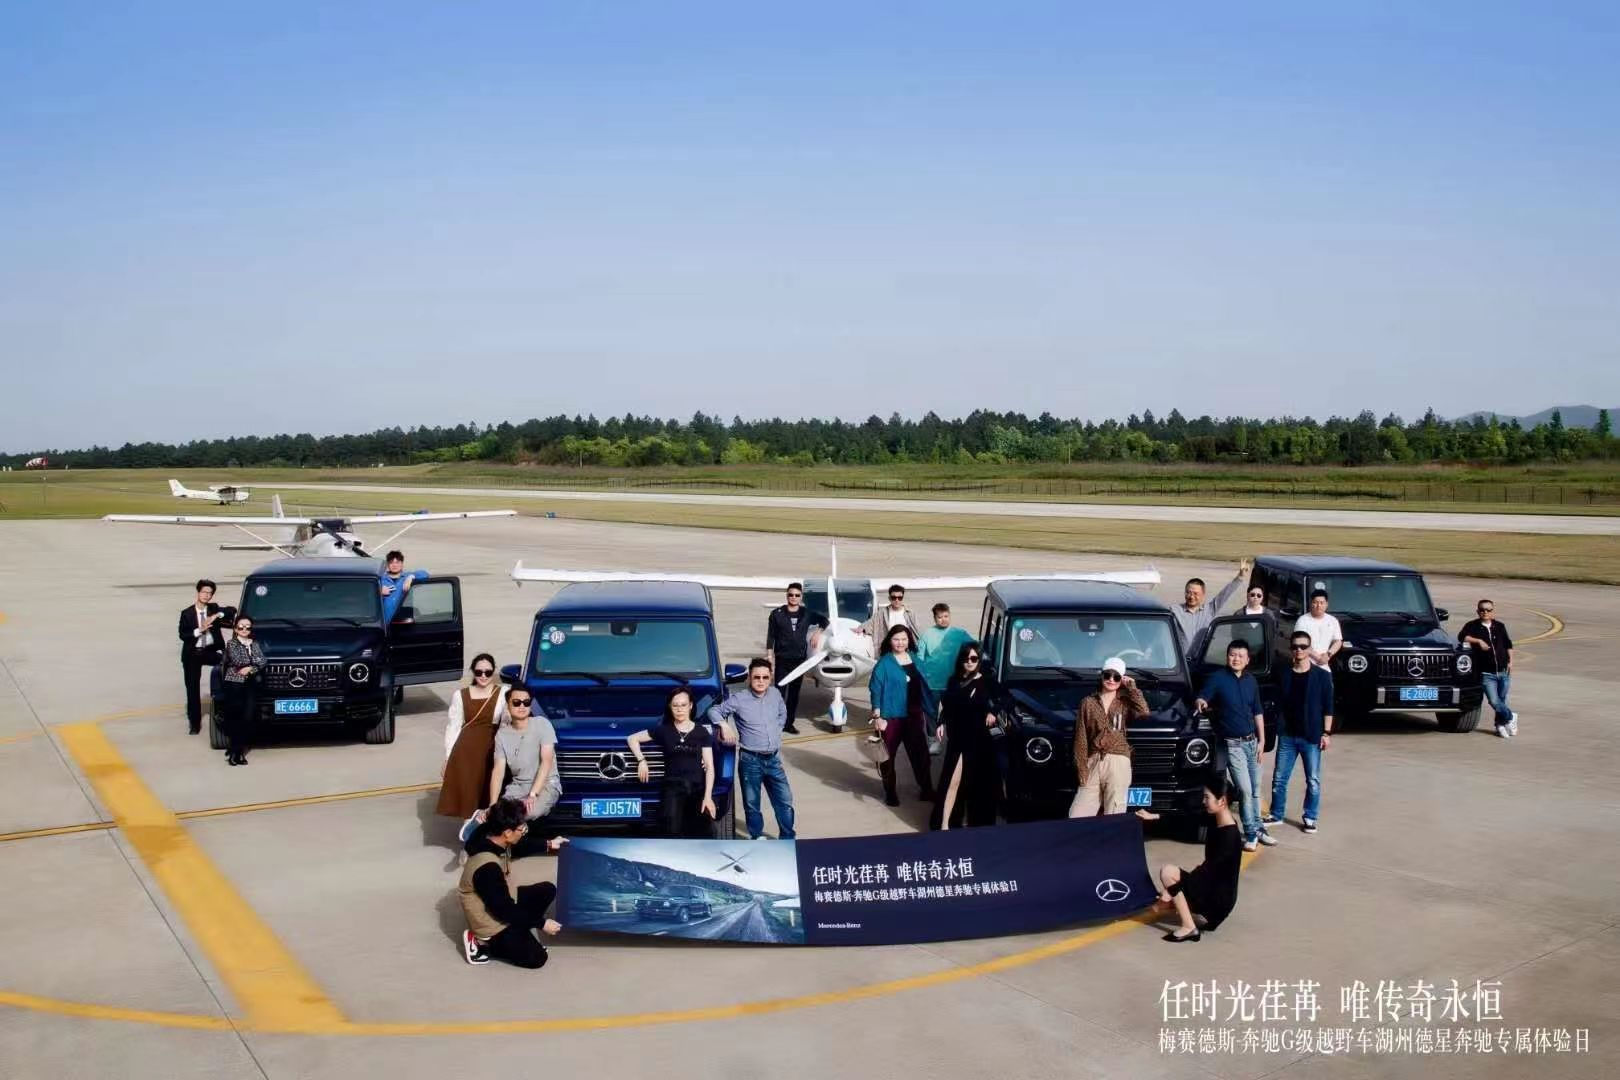 浙E 6666J
浙E J057N
A7Z
E 28088
任时光荏苒 唯传奇永恒
梅赛德斯-奔驰G级越野车湖州德星奔驰专属体验日
Mercedes-Benz
任时光荏苒 唯传奇永恒
梅赛德斯-奔驰G级越野车湖州德星奔驰专属体验日